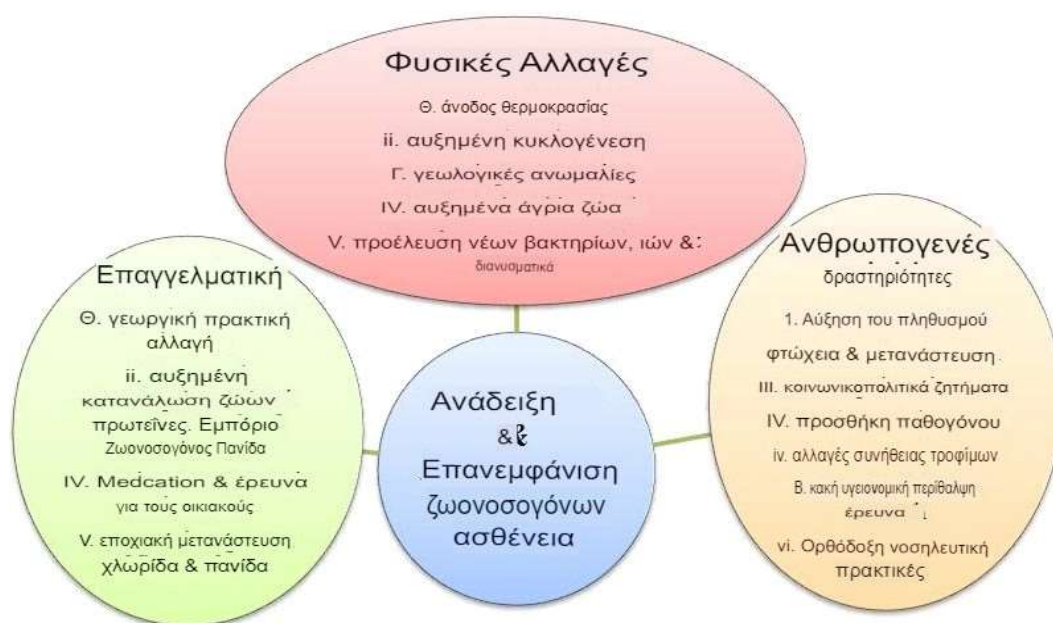 Φυσικές Αλλαγές
Θ. άνοδος θερμοκρασίας
ii. αυξημένη κυκλογένεση
Γ. γεωλογικές ανωμαλίες
IV. αυξημένα άγρια ζώα
V. προέλευση νέων βακτηρίων, ιών &
διανυσματικά
Επαγγελματική
Θ. γεωργική πρακτική
αλλαγή
ii. αυξημένη
κατανάλωση ζώων
πρωτεΐνες. Εμπόριο
Ζωονοσογόνος Πανίδα
IV. Medcation & έρευνα
για τους οικιακούς
V. εποχιακή μετανάστευση
χλωρίδα & πανίδα
Ανάδειξη
&
Επανεμφάνιση
ζωονοσογόνων
ασθένεια
Ανθρωπογενές
δραστηριότητες
1. Αύξηση του πληθυσμού
φτώχεια & μετανάστευση
III. κοινωνικοπολιτικά ζητήματα
IV. προσθήκη παθογόνου
iv. αλλαγές συνήθειας τροφίμων
Β. κακή υγειονομική περίθαλψη
έρευνα
vi. Ορθόδοξη νοσηλευτική
πρακτικές